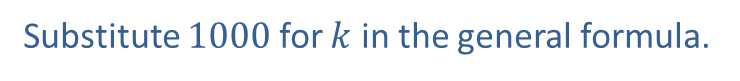 Substitute 1000 for k in the general formula.